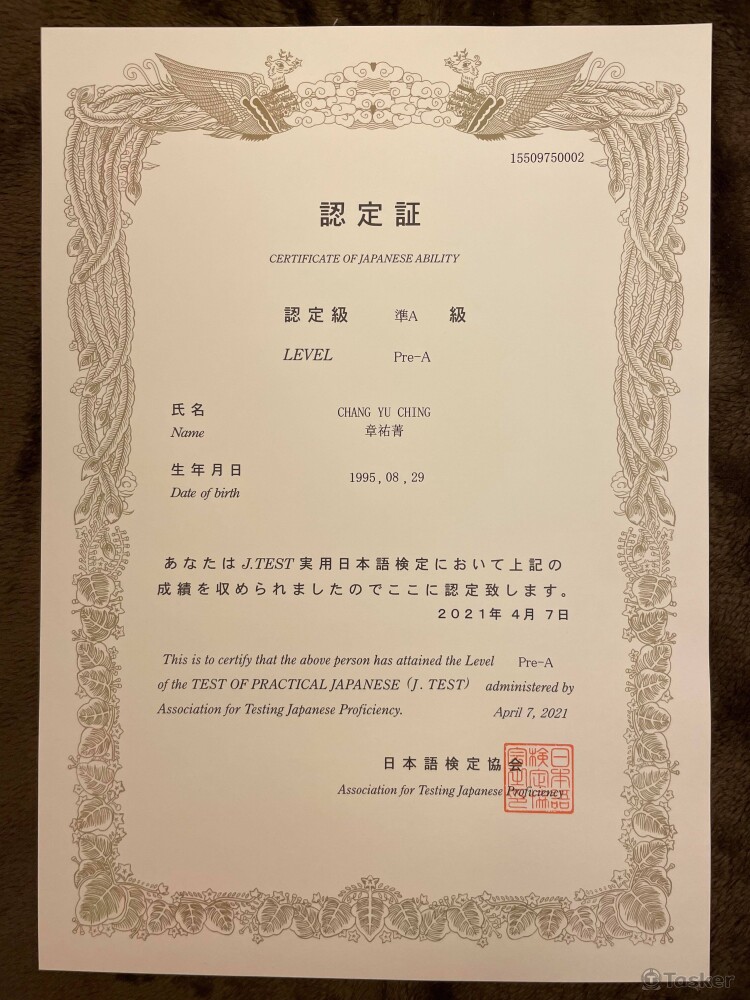 15509750002
認定証
CERTIFICATE OF JAPANESE ABILITY
認定級 準A 級
LEVEL Pre-A
氏名 CHANG YU CHING
Name 章祐菁
生年月日 1995,08,29
Date of birth
あなたは J.TEST 実用日本語検定において上記の
成績を収められましたのでここに認定致します。
2021年 4月 7日
This is to certify that the above person has attained the Level Pre-A
of the TEST OF PRACTICAL JAPANESE (J. TEST) administered by
Association for Testing Japanese Proficiency. April 7, 2021
日本語検定協会
Association for Testing Japanese Proficiency
Tasker